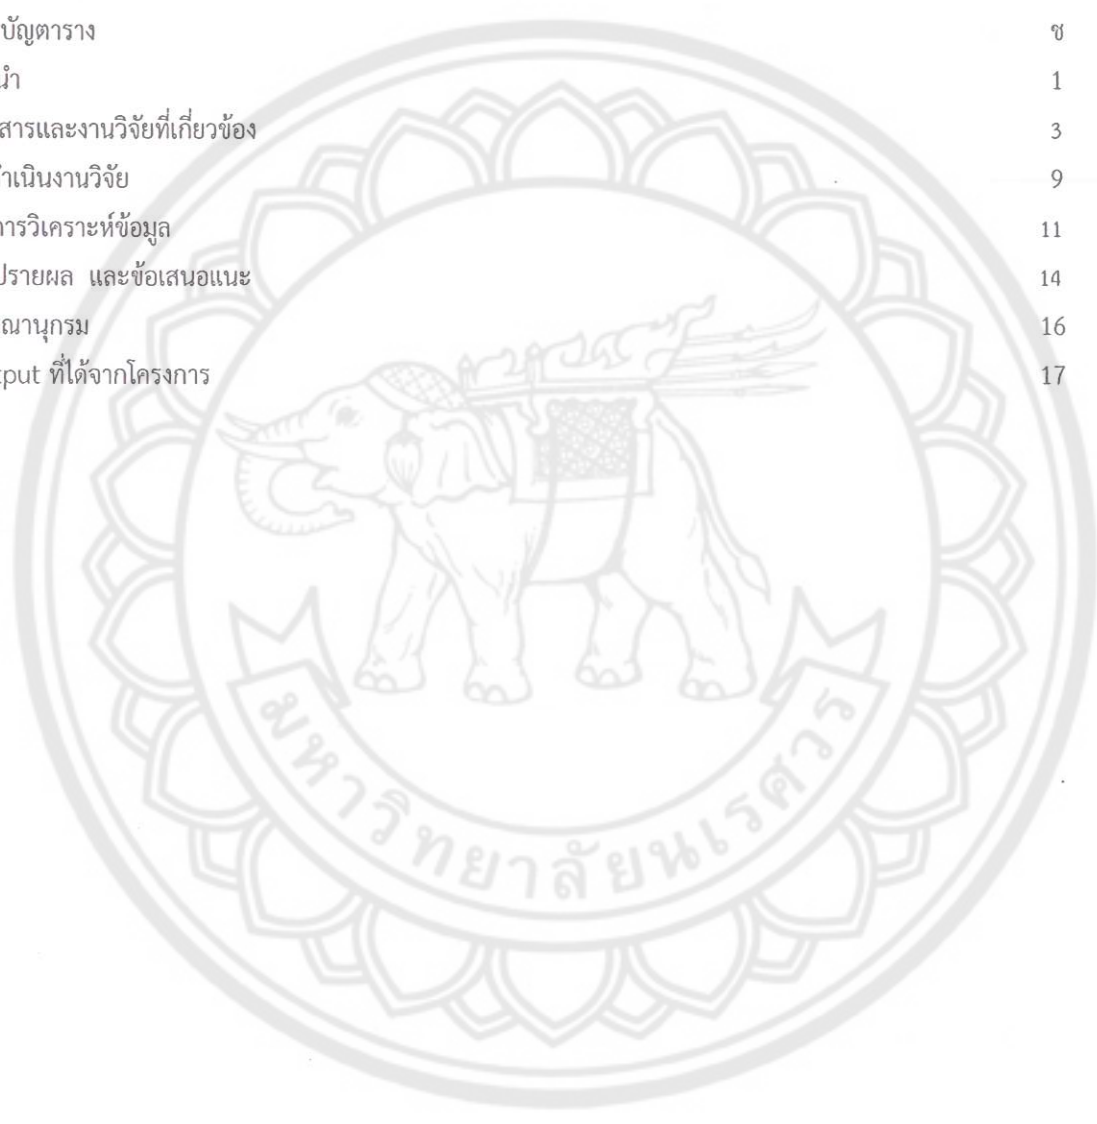 บัญตาราง ช
นำ 1
สารและงานวิจัยที่เกี่ยวข้อง 3
ำเนินงานวิจัย 9
การวิเคราะห์ข้อมูล 11
ปรายผล และข้อเสนอแนะ 14
ณานุกรม 16
tput ที่ได้จากโครงการ 17
มหาวิทยาลัยนเรศวร